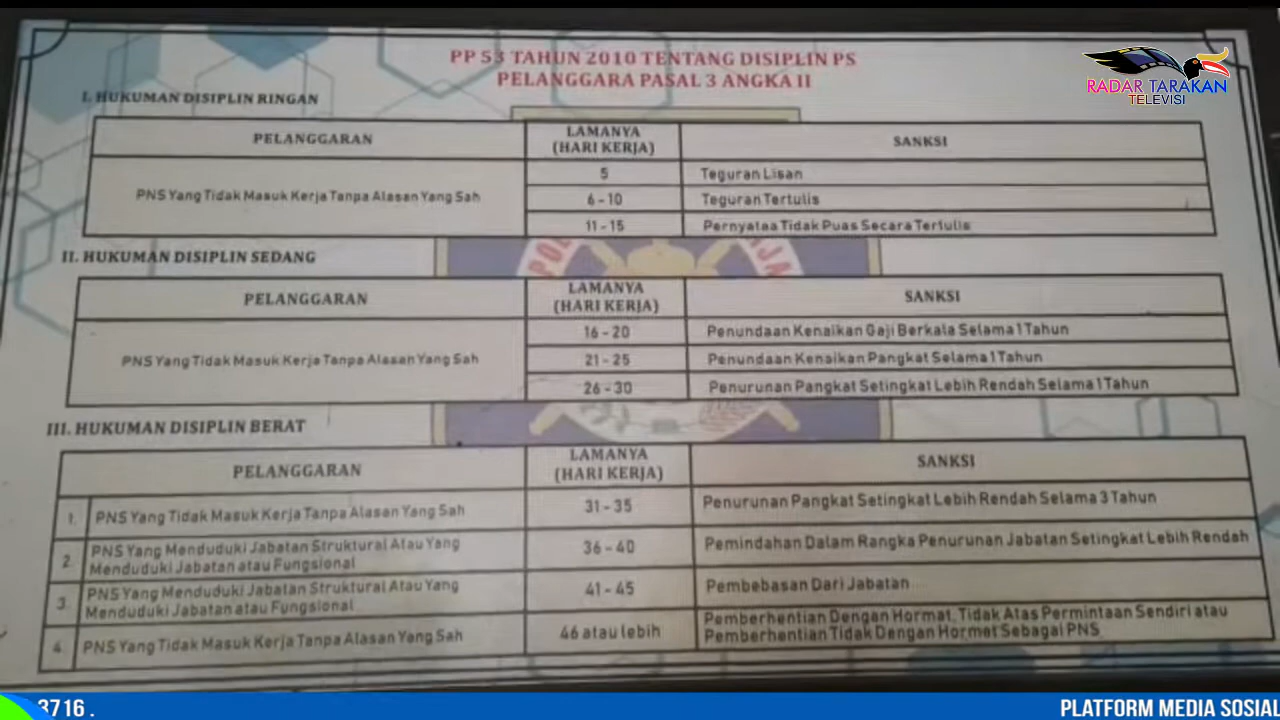 PP 53 TAHUN 2010 TENTANG DISIPLIN PS
PELANGGARA PASAL 3 ANGKA II
RADAR TARAKAN
TELEVISI
I. HUKUMAN DISIPLIN RINGAN
PELANGGARAN
LAMANYA
(HARI KERJA)
SANKSI
PNS Yang Tidak Masuk Kerja Tanpa Alasan Yang Sah
5
Teguran Lisan
6 - 10
Teguran Tertulis
11 - 15
Pernyataa Tidak Puas Secara Tertulis
II. HUKUMAN DISIPLIN SEDANG
PELANGGARAN
LAMANYA
(HARI KERJA)
SANKSI
PNS Yang Tidak Masuk Kerja Tanpa Alasan Yang Sah
16 - 20
Penundaan Kenaikan Gaji Berkala Selama 1 Tahun
21 - 25
Penundaan Kenaikan Pangkat Selama 1 Tahun
26 - 30
Penurunan Pangkat Setingkat Lebih Rendah Selama 1 Tahun
III. HUKUMAN DISIPLIN BERAT
PELANGGARAN
LAMANYA
(HARI KERJA)
SANKSI
1. PNS Yang Tidak Masuk Kerja Tanpa Alasan Yang Sah
31 - 35
Penurunan Pangkat Setingkat Lebih Rendah Selama 3 Tahun
2. PNS Yang Menduduki Jabatan Struktural Atau Yang
Menduduki Jabatan atau Fungsional
36 - 40
Pemindahan Dalam Rangka Penurunan Jabatan Setingkat Lebih Rendah
3. PNS Yang Menduduki Jabatan Struktural Atau Yang
Menduduki Jabatan atau Fungsional
41 - 45
Pembebasan Dari Jabatan
4. PNS Yang Tidak Masuk Kerja Tanpa Alasan Yang Sah
46 atau lebih
Pemberhentian Dengan Hormat, Tidak Atas Permintaan Sendiri atau
Pemberhentian Tidak Dengan Hormat Sebagai PNS
3716 .
PLATFORM MEDIA SOSIAL